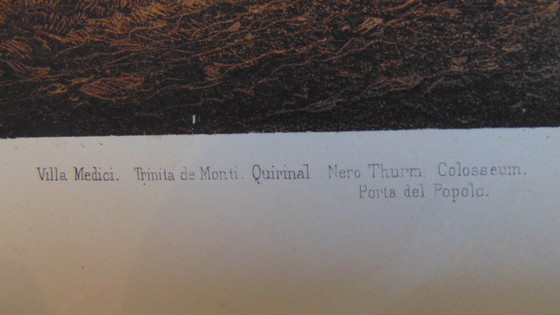 Villa Medici. Trinita de Monti. Quirinal Nero Thurm. Colosseum.
Porta del Popolo.